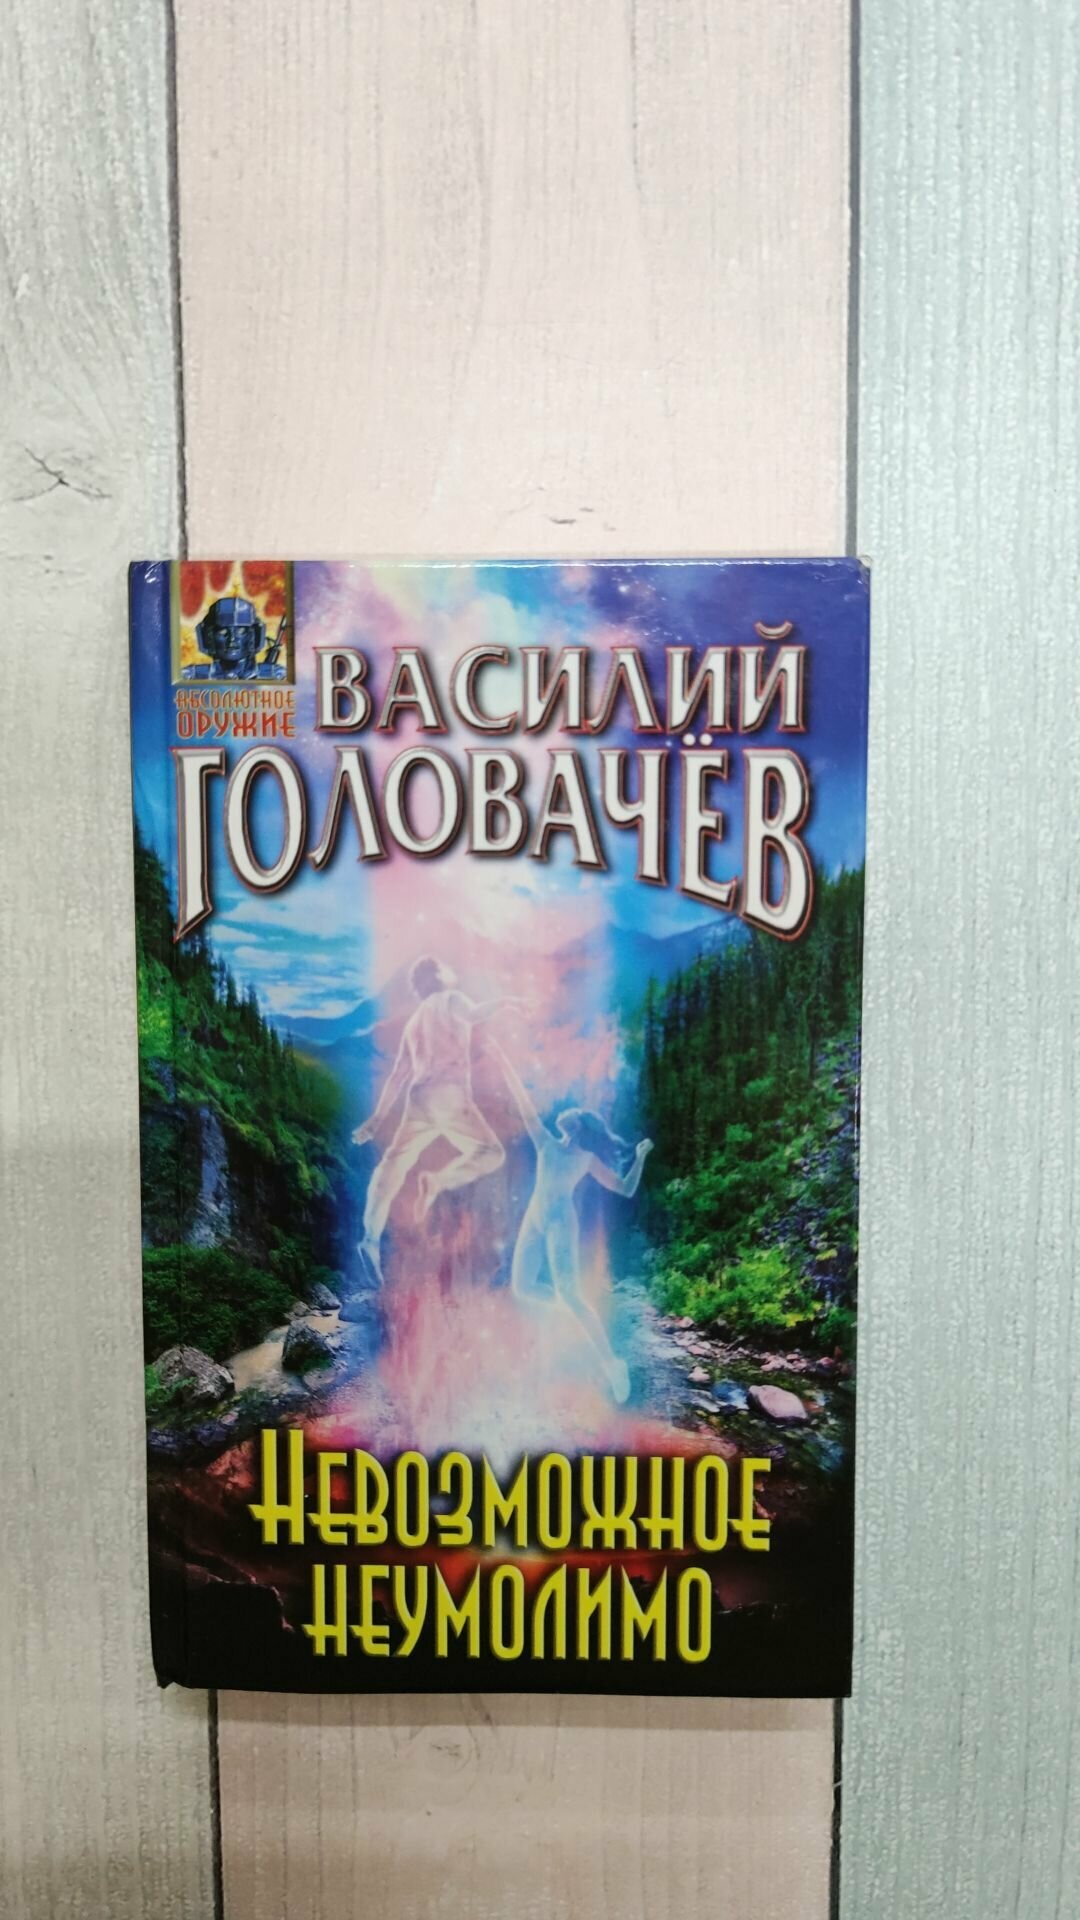 АБСОЛЮТНОЕ
ОРУЖИЕ
ВАСИЛИЙ
ГОЛОВАЧЁВ
НЕВОЗМОЖНОЕ
НЕУМОЛИМО